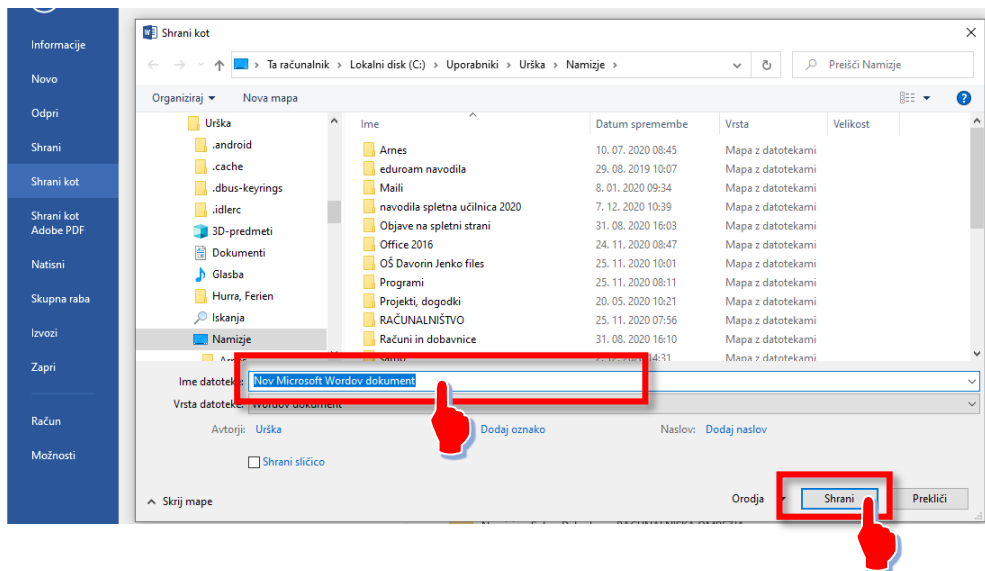 Informacije
Novo
Odpri
Shrani
Shrani kot
Shrani kot
Adobe PDF
Natisni
Skupna raba
Izvozi
Zapri
Račun
Možnosti
Shrani kot
Ta računalnik › Lokalni disk (C:) › Uporabniki › Urška › Namizje ›
Preišči Namizje
Organiziraj Nova mapa
Urška
.android
.cache
.dbus-keyrings
.idlerc
3D-predmeti
Dokumenti
Glasba
Hurra, Ferien
Iskanja
Namizje
Ime Datum spremembe Vrsta Velikost
Arnes 10. 07. 2020 08:45 Mapa z datotekami
eduroam navodila 29. 08. 2019 10:07 Mapa z datotekami
Maili 8. 01. 2020 09:34 Mapa z datotekami
navodila spletna učilnica 2020 7. 12. 2020 10:39 Mapa z datotekami
Objave na spletni strani 31. 08. 2020 16:03 Mapa z datotekami
Office 2016 24. 11. 2020 08:47 Mapa z datotekami
OŠ Davorin Jenko files 25. 11. 2020 10:01 Mapa z datotekami
Programi 25. 11. 2020 08:11 Mapa z datotekami
Projekti, dogodki 20. 05. 2020 10:21 Mapa z datotekami
RAČUNALNIŠTVO 25. 11. 2020 07:56 Mapa z datotekami
Računi in dobavnice 31. 08. 2020 16:10 Mapa z datotekami
Mapa z datotekami
Ime datoteke: Nov Microsoft Wordov dokument
Vrsta datoteke: Wordov dokument
Avtorji: Urška Dodaj oznako Naslov: Dodaj naslov
Shrani sličico
Skrij mape Orodja Shrani Prekliči